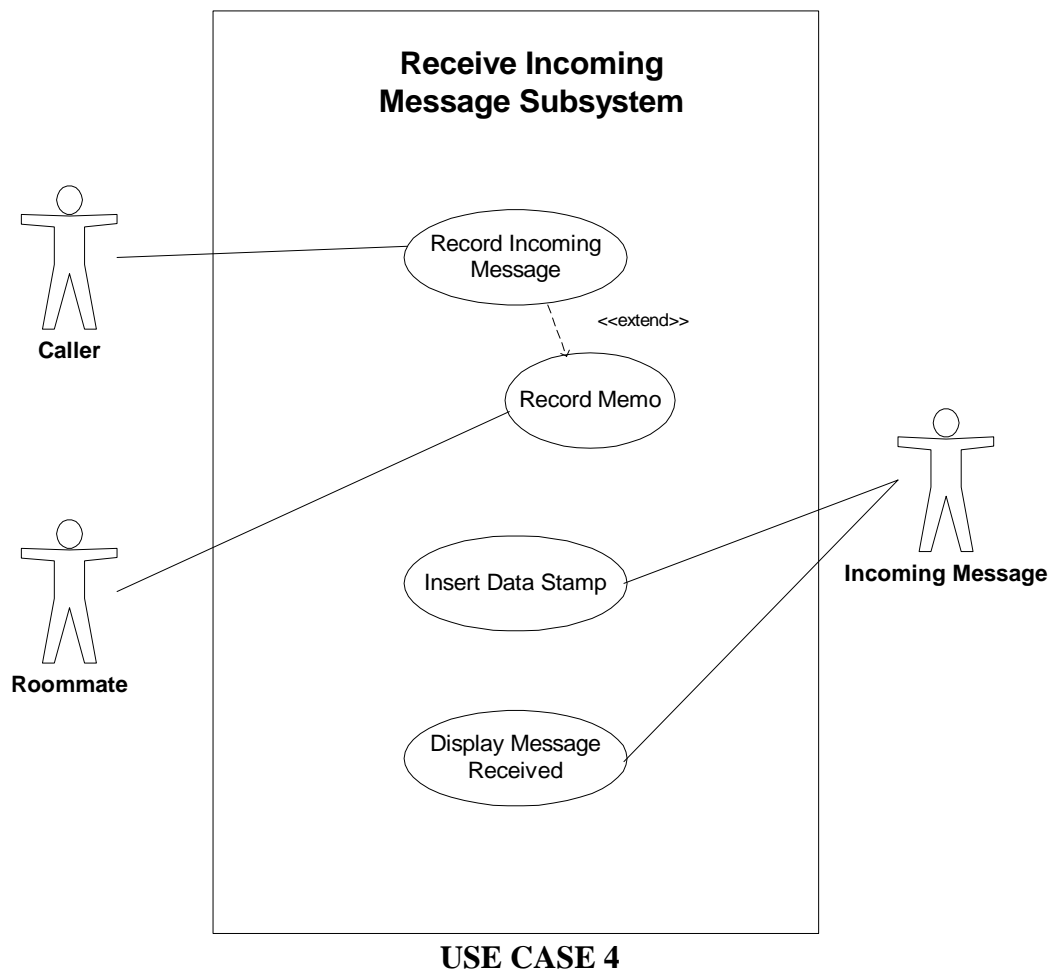 Receive Incoming
Message Subsystem
Record Incoming
Message
<<extend>>
Caller
Record Memo
Insert Data Stamp
Incoming Message
Roommate
Display Message
Received
USE CASE 4